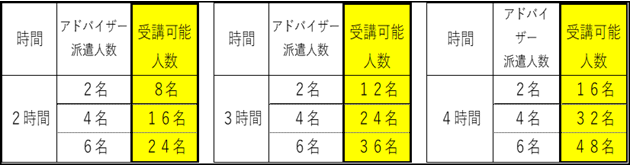 時間 アドバイザー派遣人数 受講可能人数
2時間 2名 8名
4名 16名
6名 24名
時間 アドバイザー派遣人数 受講可能人数
3時間 2名 12名
4名 24名
6名 36名
時間 アドバイザー派遣人数 受講可能人数
4時間 2名 16名
4名 32名
6名 48名